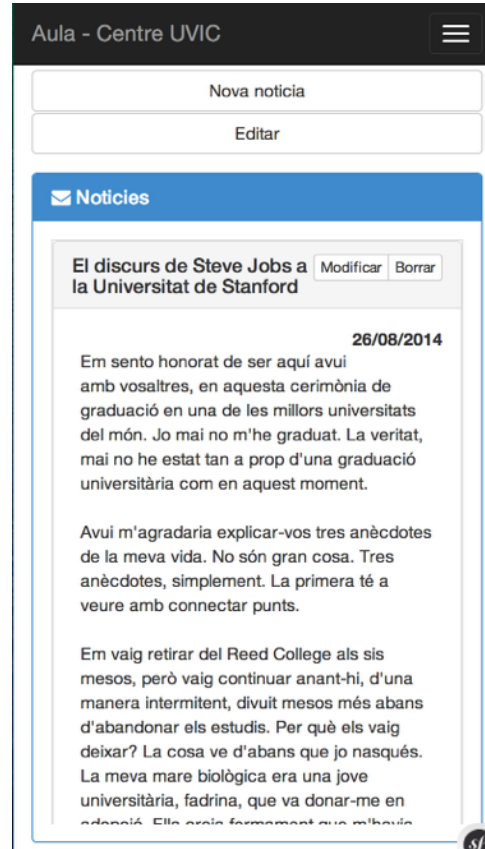 Aula - Centre UVIC
Nova noticia
Editar
Noticies
El discurs de Steve Jobs a
la Universitat de Stanford
Modificar Borrar
26/08/2014
Em sento honorat de ser aquí avui
amb vosaltres, en aquesta cerimònia de
graduació en una de les millors universitats
del món. Jo mai no m'he graduat. La veritat,
mai no he estat tan a prop d'una graduació
universitària com en aquest moment.
Avui m'agradaria explicar-vos tres anècdotes
de la meva vida. No són gran cosa. Tres
anècdotes, simplement. La primera té a
veure amb connectar punts.
Em vaig retirar del Reed College als sis
mesos, però vaig continuar anant-hi, d'una
manera intermitent, divuit mesos més abans
d'abandonar els estudis. Per què els vaig
deixar? La cosa ve d'abans que jo nasqués.
La meva mare biològica era una jove
universitària, fadrina, que va donar-me en
adopció. Ella creia fermament que m'havia
sf